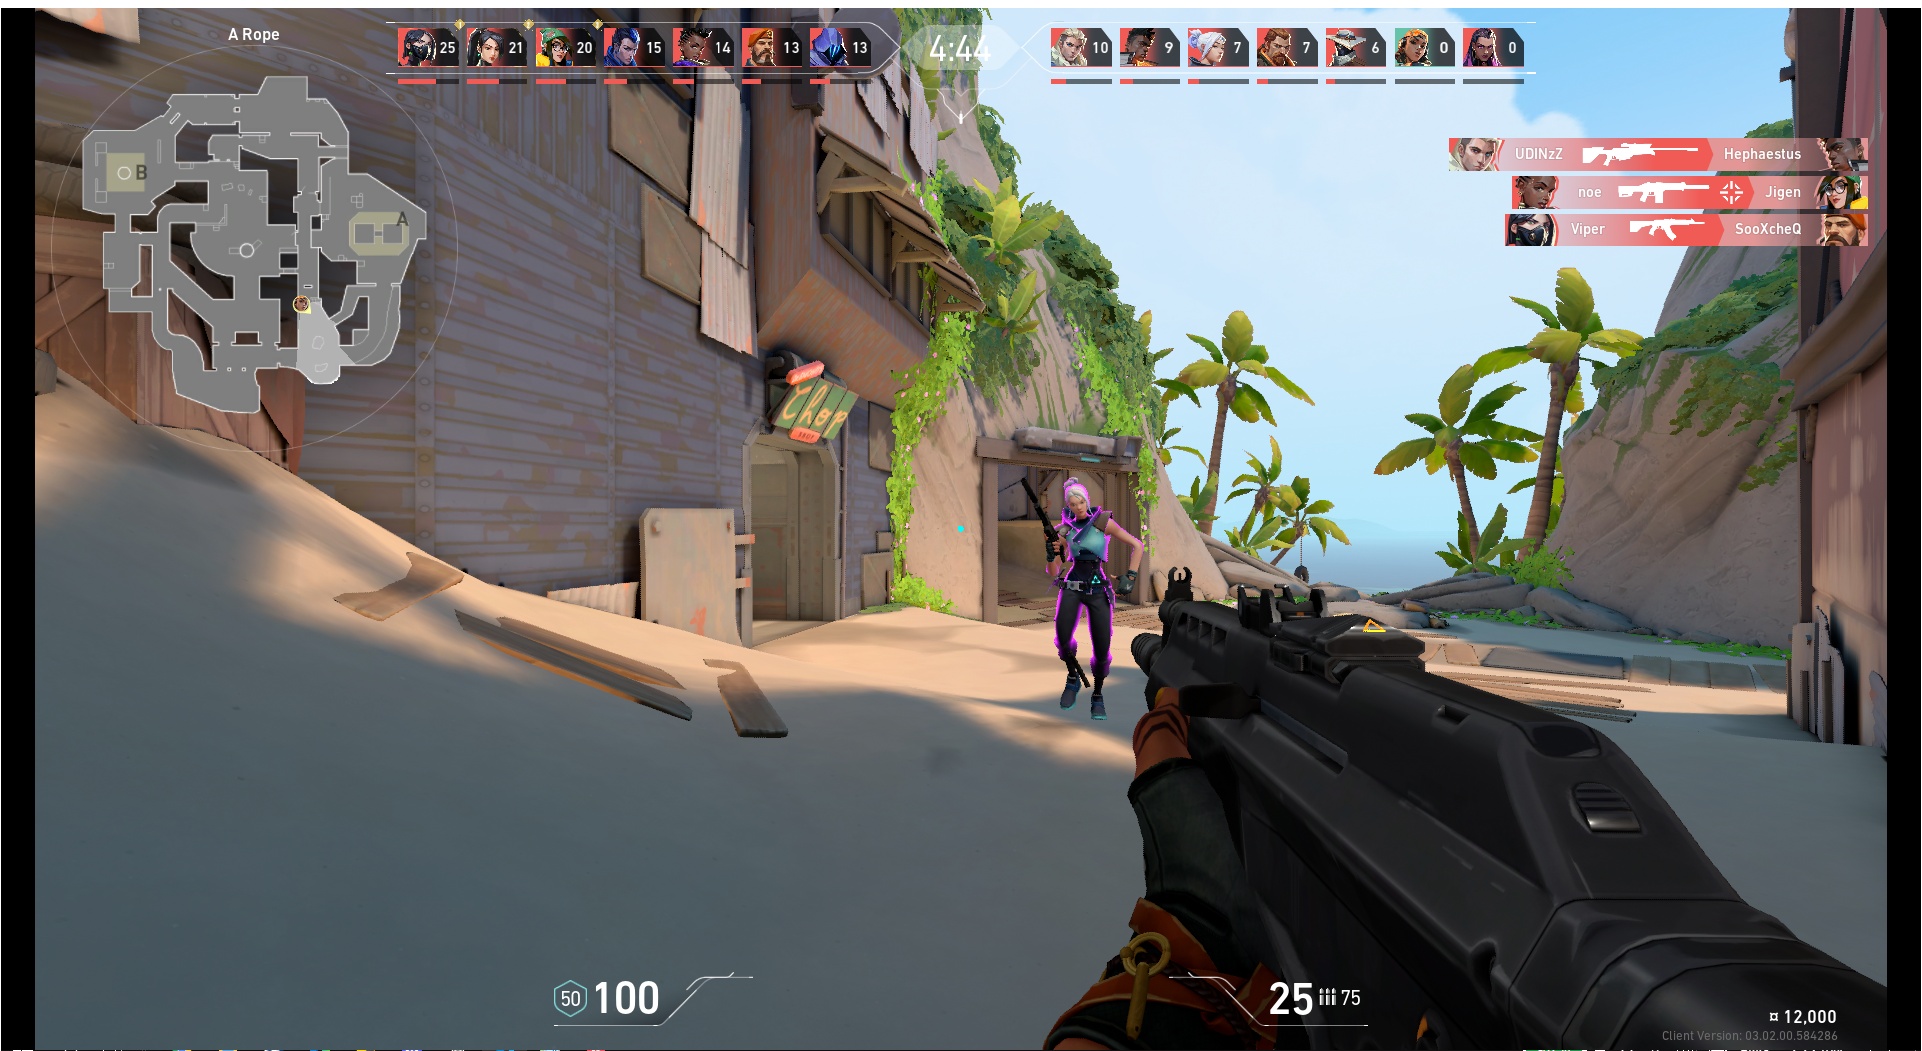 A Rope
25
21
20
15
14
13
13
4:44
10
9
7
7
6
0
0
B
A
UDINzZ Hephaestus
noe Jigen
Viper SooXcheQ
Chop
50 100
25 75
¤ 12,000
Client Version: 03.02.00.584286